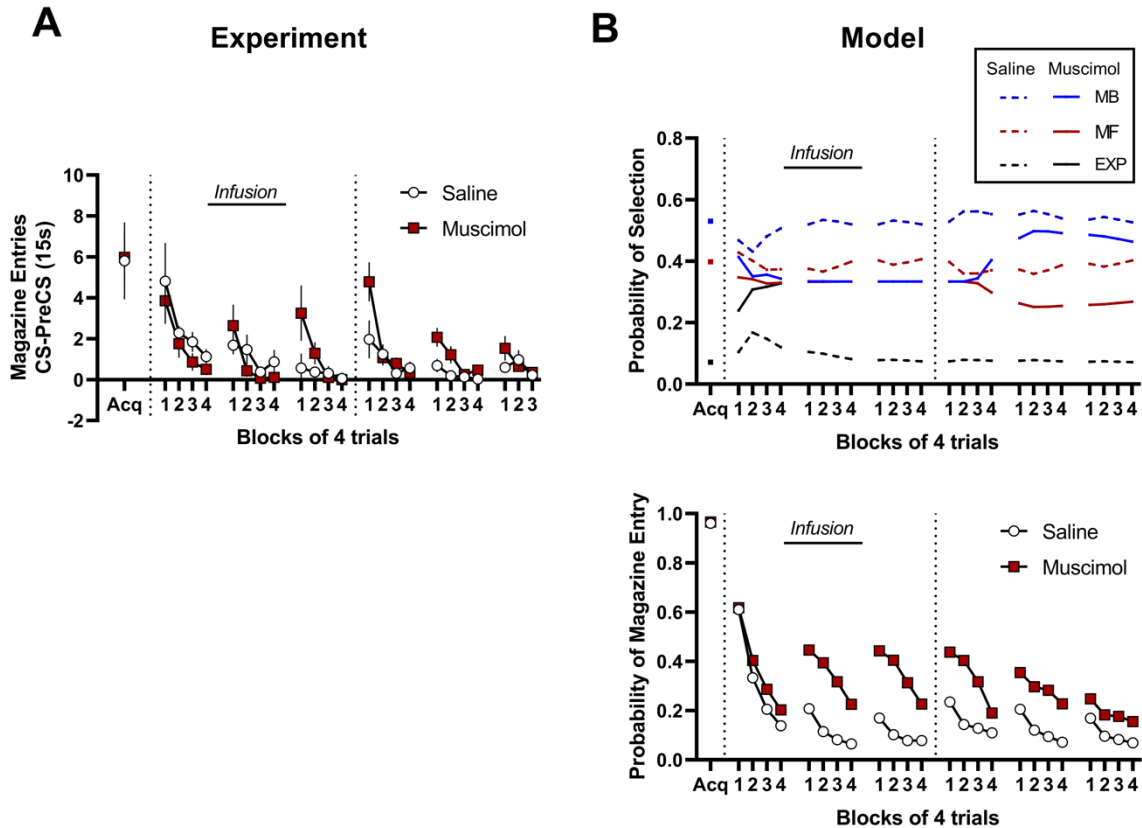 A
Experiment
Infusion
Saline
Muscimol
Magazine Entries
CS-PreCS (15s)
10
8
6
4
2
0
-2
Acq 1 2 3 4 1 2 3 4 1 2 3 4 1 2 3 4 1 2 3 4 1 2 3
Blocks of 4 trials
B
Model
Saline Muscimol
MB
MF
EXP
Infusion
Probability of Selection
0.8
0.6
0.4
0.2
0.0
Acq 1 2 3 4 1 2 3 4 1 2 3 4 1 2 3 4 1 2 3 4 1 2 3 4
Blocks of 4 trials
Infusion
Saline
Muscimol
Probability of Magazine Entry
1.0
0.8
0.6
0.4
0.2
0.0
Acq 1 2 3 4 1 2 3 4 1 2 3 4 1 2 3 4 1 2 3 4 1 2 3 4
Blocks of 4 trials